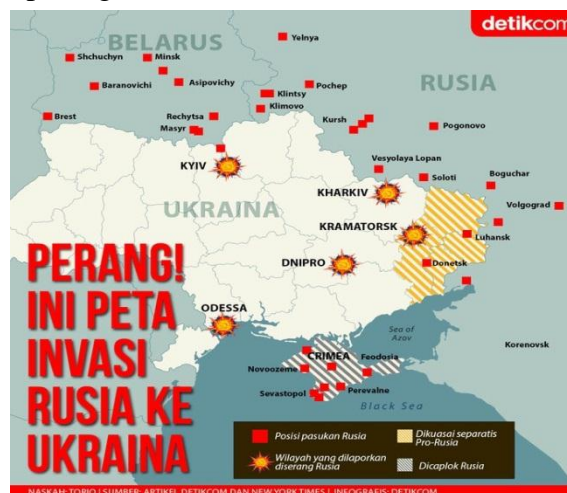 detikcom
BELARUS
Yelnya
Shchuchyn
Minsk
RUSIA
Baranovichi
Asipovichy
Pochep
Klintsy
Klimovo
Brest
Rechytsa
Masyr
Kursh
Pogonovo
KYIV
Vesyolaya Lopan
Soloti
Boguchar
KHARKIV
Volgograd
UKRAINA
KRAMATORSK
Luhansk
DNIPRO
Donetsk
PERANG!
INI PETA
INVASI
RUSIA KE
UKRAINA
ODESSA
Sea of
Azov
Korenovsk
CRIMEA
Feodosia
Novoozeme
Sevastopol
Perevalne
Black Sea
Posisi pasukan Rusia
Wilayah yang dilaporkan
diserang Rusia
Dikuasai separatis
Pro-Rusia
Dicaplok Rusia
NASKAH: TORIQ | SUMBER: ARTIKEL DETIKCOM DAN NEW YORK TIMES | INFOGRAFIS: DETIKCOM